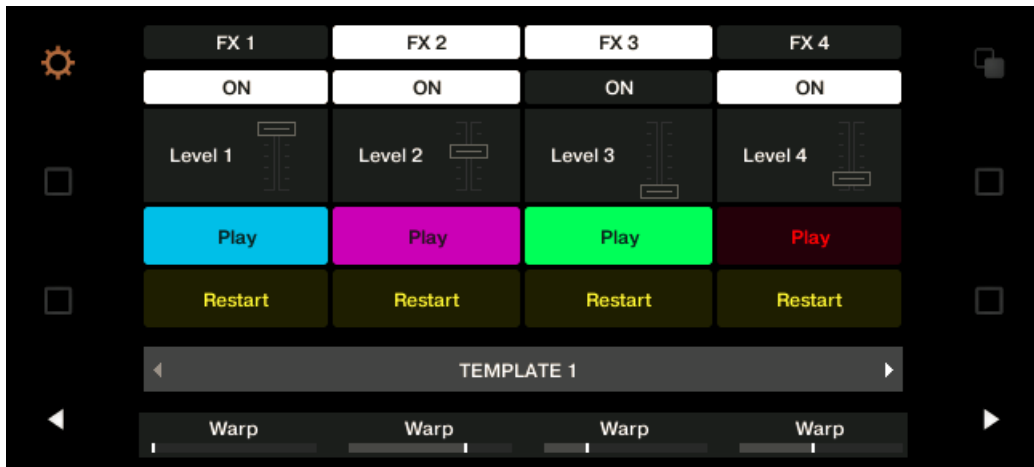 FX 1 FX 2 FX 3 FX 4
ON ON ON ON
Level 1 Level 2 Level 3 Level 4
Play Play Play Play
Restart Restart Restart Restart
TEMPLATE 1
Warp Warp Warp Warp